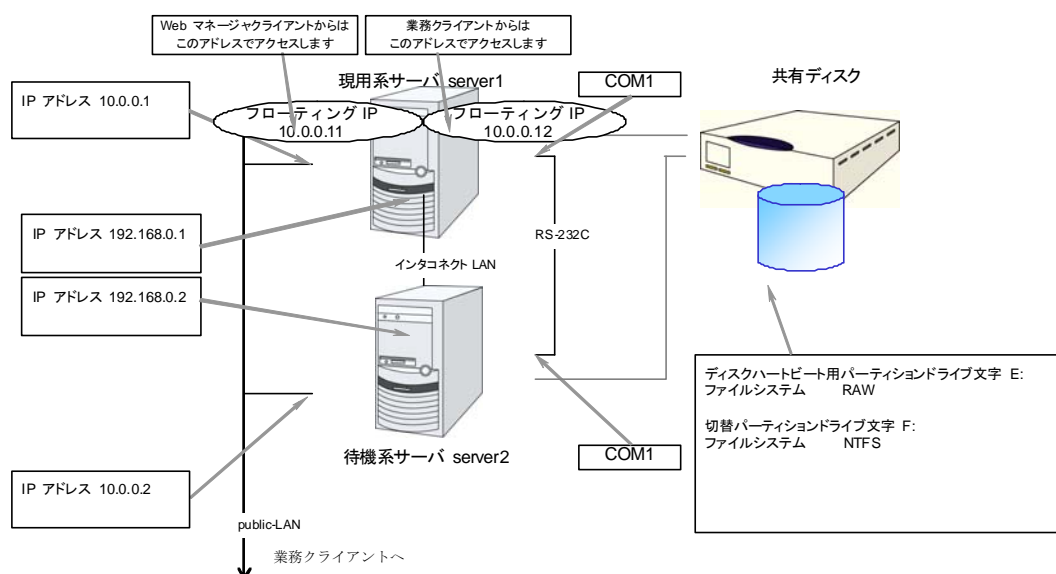 Web マネージャクライアントからは
このアドレスでアクセスします
業務クライアントからは
このアドレスでアクセスします
現用系サーバ server1
COM1
共有ディスク
IP アドレス 10.0.0.1
フローティング IP
10.0.0.11
フローティング IP
10.0.0.12
IP アドレス 192.168.0.1
RS-232C
インタコネクト LAN
IP アドレス 192.168.0.2
ディスクハートビート用パーティションドライブ文字 E:
ファイルシステム RAW
切替パーティションドライブ文字 F:
ファイルシステム NTFS
待機系サーバ server2
COM1
IP アドレス 10.0.0.2
public-LAN
業務クライアントへ